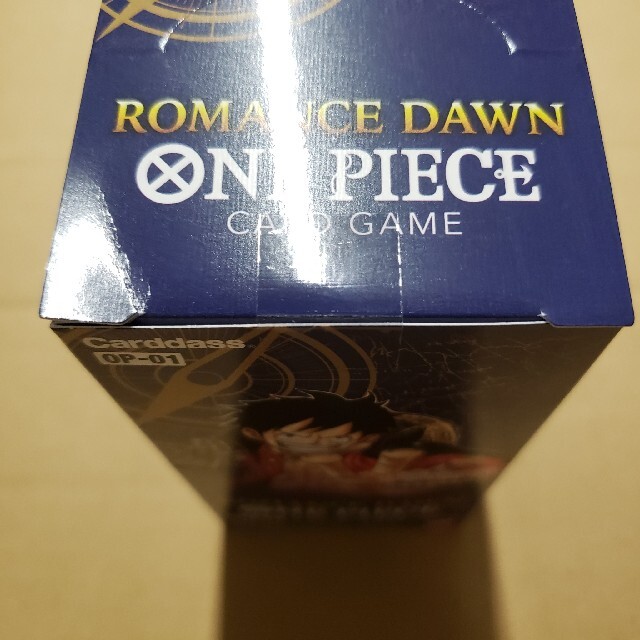 ROMANCE DAWN
ONE PIECE
CARD GAME
Carddass
OP-01